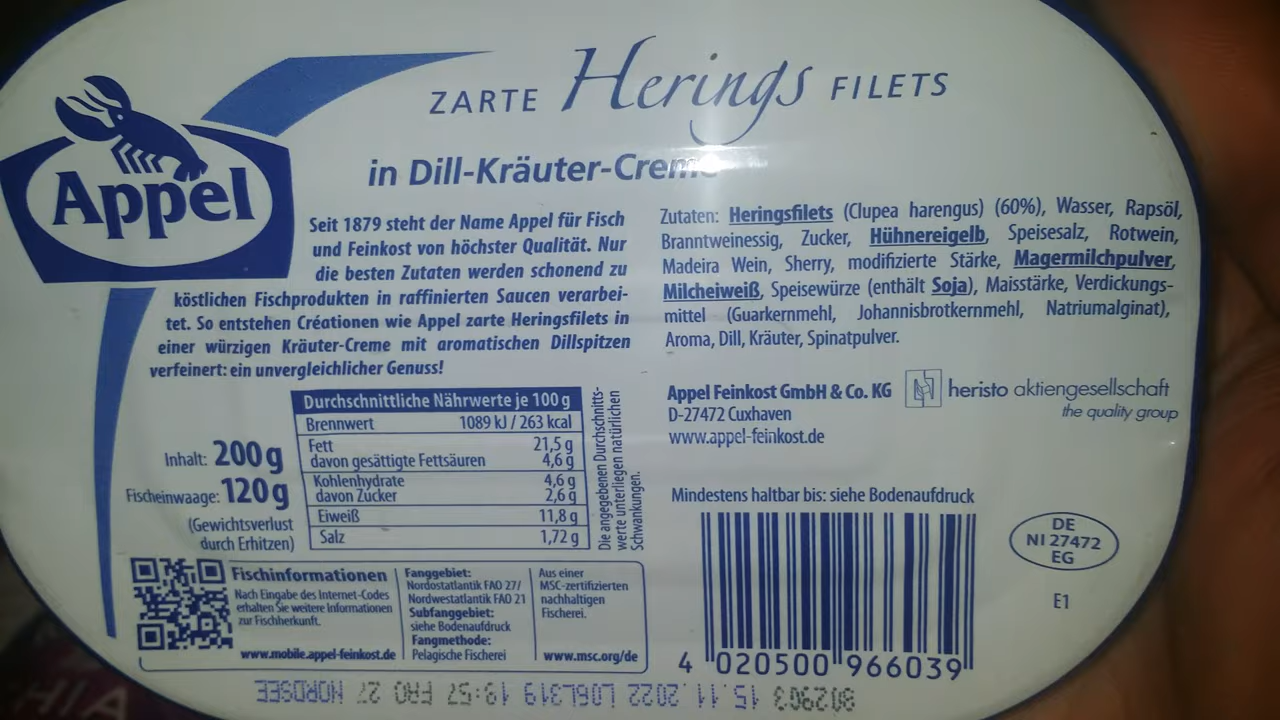 ZARTE Herings FILETS
in Dill-Kräuter-Creme
Appel
Seit 1879 steht der Name Appel für Fisch
und Feinkost von höchster Qualität. Nur
die besten Zutaten werden schonend zu
köstlichen Fischprodukten in raffinierten Saucen verarbei-
tet. So entstehen Créationen wie Appel zarte Heringsfilets in
einer würzigen Kräuter-Creme mit aromatischen Dillspitzen
verfeinert: ein unvergleichlicher Genuss!
Zutaten: Heringsfilets (Clupea harengus) (60%), Wasser, Rapsöl,
Branntweinessig, Zucker, Hühnereigelb, Speisesalz, Rotwein,
Madeira Wein, Sherry, modifizierte Stärke, Magermilchpulver,
Milcheiweiß, Speisewürze (enthält Soja), Maisstärke, Verdickungs-
mittel (Guarkernmehl, Johannisbrotkernmehl, Natriumalginat),
Aroma, Dill, Kräuter, Spinatpulver.
Inhalt: 200g
Fischeinwaage: 120g
(Gewichtsverlust
durch Erhitzen)
Durchschnittliche Nährwerte je 100 g
Brennwert 1089 kJ / 263 kcal
Fett 21,5 g
davon gesättigte Fettsäuren 4,6 g
Kohlenhydrate 4,6 g
davon Zucker 2,6 g
Eiweiß 11,8 g
Salz 1,72 g
Die angegebenen Durchschnitts-
werte unterliegen natürlichen
Schwankungen.
Appel Feinkost GmbH & Co. KG
D-27472 Cuxhaven
www.appel-feinkost.de
heristo aktiengesellschaft
the quality group
Mindestens haltbar bis: siehe Bodenaufdruck
DE
NI 27472
EG
E1
4 020500 966039
Fischinformationen
Nach Eingabe des Internet-Codes
erhalten Sie weitere Informationen
zur Fischherkunft.
www.mobile.appel-feinkost.de
Fanggebiet:
Nordostatlantik FAO 27/
Nordwestatlantik FAO 21
Subfanggebiet:
siehe Bodenaufdruck
Fangmethode:
Pelagische Fischerei
Aus einer
MSC-zertifizierten
nachhaltigen
Fischerei.
www.msc.org/de
802903 15.11.2022 L06L319 13:57 FAO 27 NORDSEE